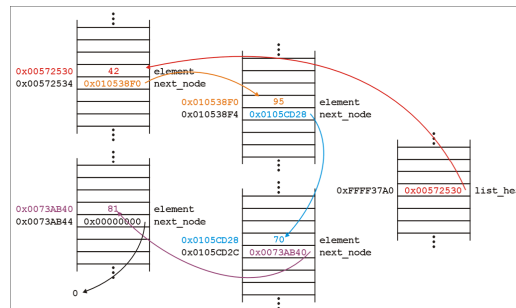 0x00572530 42 element
0x00572534 0x010538F0 next_node
0x010538F0 95 element
0x010538F4 0x0105CD28 next_node
0xFFFF37A0 0x00572530 list_hea
0x0073AB40 81 element
0x0073AB44 0x00000000 next_node
0x0105CD28 70 element
0x0105CD2C 0x0073AB40 next_node
0